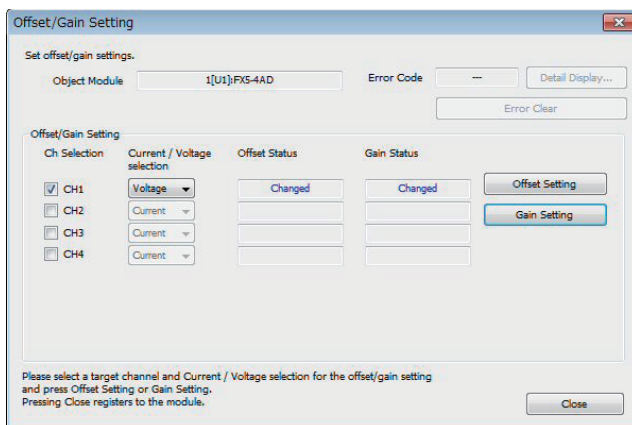 Offset/Gain Setting
Set offset/gain settings.
Object Module 1[U1]:FX5-4AD Error Code --- Detail Display...
Error Clear
Offset/Gain Setting
Ch Selection Current / Voltage selection Offset Status Gain Status
CH1 Voltage Changed Changed Offset Setting
CH2 Current Gain Setting
CH3 Current
CH4 Current
Please select a target channel and Current / Voltage selection for the offset/gain setting
and press Offset Setting or Gain Setting.
Pressing Close registers to the module.
Close